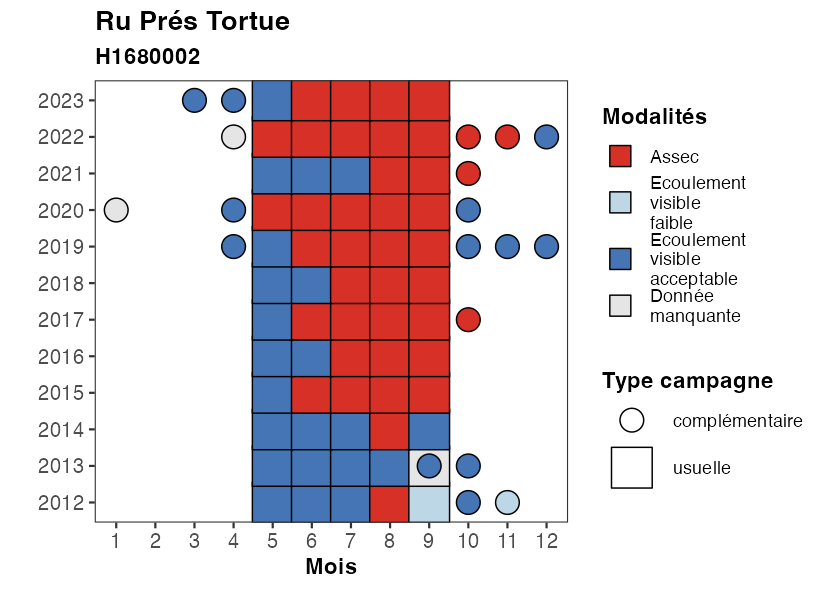 Ru Prés Tortue
H1680002
2023
2022
2021
2020
2019
2018
2017
2016
2015
2014
2013
2012
1 2 3 4 5 6 7 8 9 10 11 12
Mois
Modalités
Assec
Ecoulement
visible
faible
Ecoulement
visible
acceptable
Donnée
manquante
Type campagne
complémentaire
usuelle